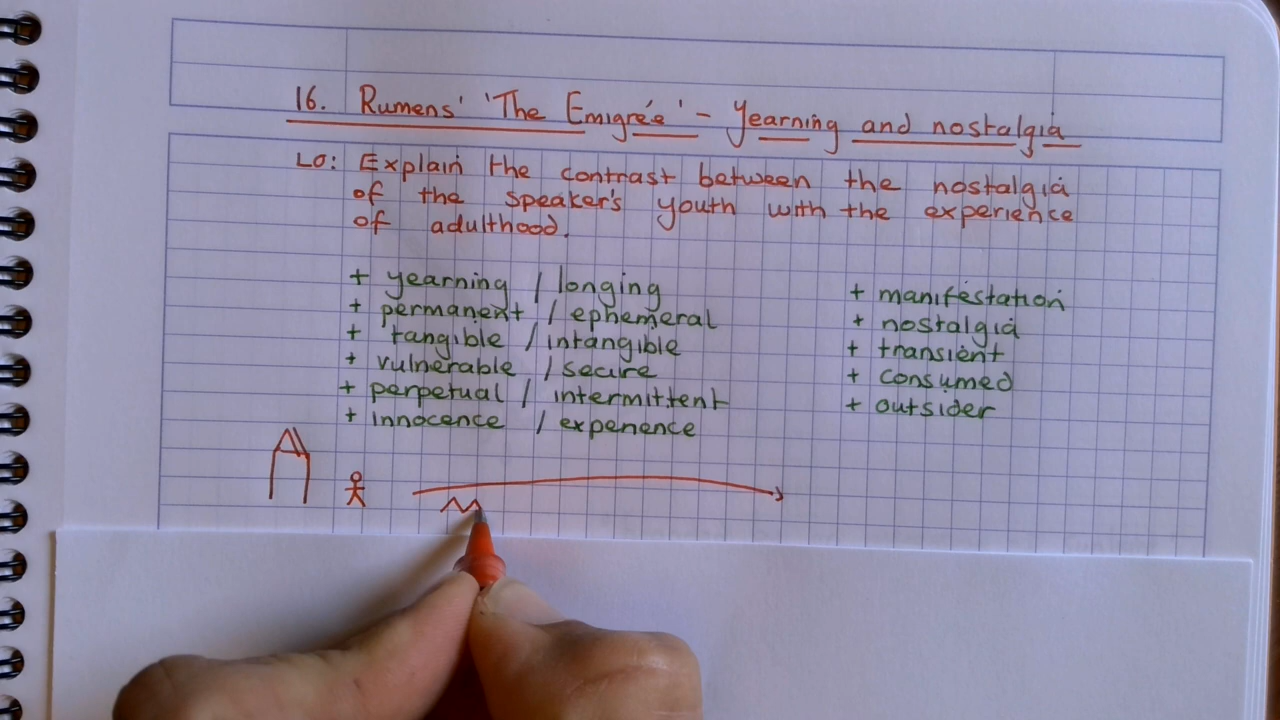 16. Rumens' 'The Emigrée' - Yearning and nostalgia
LO: Explain the contrast between the nostalgia
of the speaker's youth with the experience
of adulthood.
+ yearning / longing
+ permanent / ephemeral
+ tangible / intangible
+ vulnerable / secure
+ perpetual / intermittent
+ innocence / experience
+ manifestation
+ nostalgia
+ transient
+ consumed
+ outsider